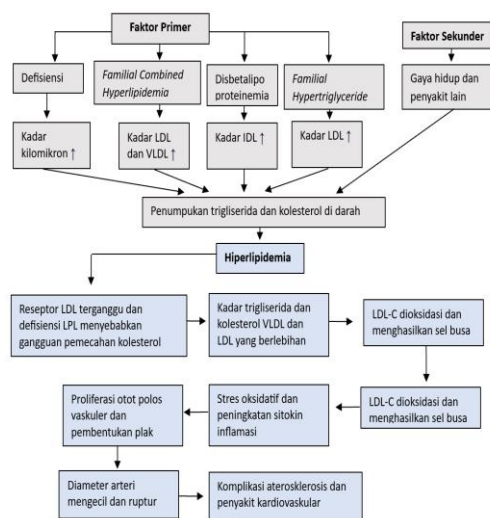 Faktor Primer
Faktor Sekunder
Defisiensi
Familial Combined
Hyperlipidemia
Disbetalipo
proteinemia
Familial
Hypertriglyceride
Gaya hidup dan
penyakit lain
Kadar
kilomikron ↑
Kadar LDL
dan VLDL ↑
Kadar IDL ↑
Kadar LDL ↑
Penumpukan trigliserida dan kolesterol di darah
Hiperlipidemia
Reseptor LDL terganggu dan
defisiensi LPL menyebabkan
gangguan pemecahan kolesterol
Kadar trigliserida dan
kolesterol VLDL dan
LDL yang berlebihan
LDL-C dioksidasi dan
menghasilkan sel busa
Proliferasi otot polos
vaskuler dan
pembentukan plak
Stres oksidatif dan
peningkatan sitokin
inflamasi
LDL-C dioksidasi dan
menghasilkan sel busa
Diameter arteri
mengecil dan ruptur
Komplikasi aterosklerosis dan
penyakit kardiovaskular